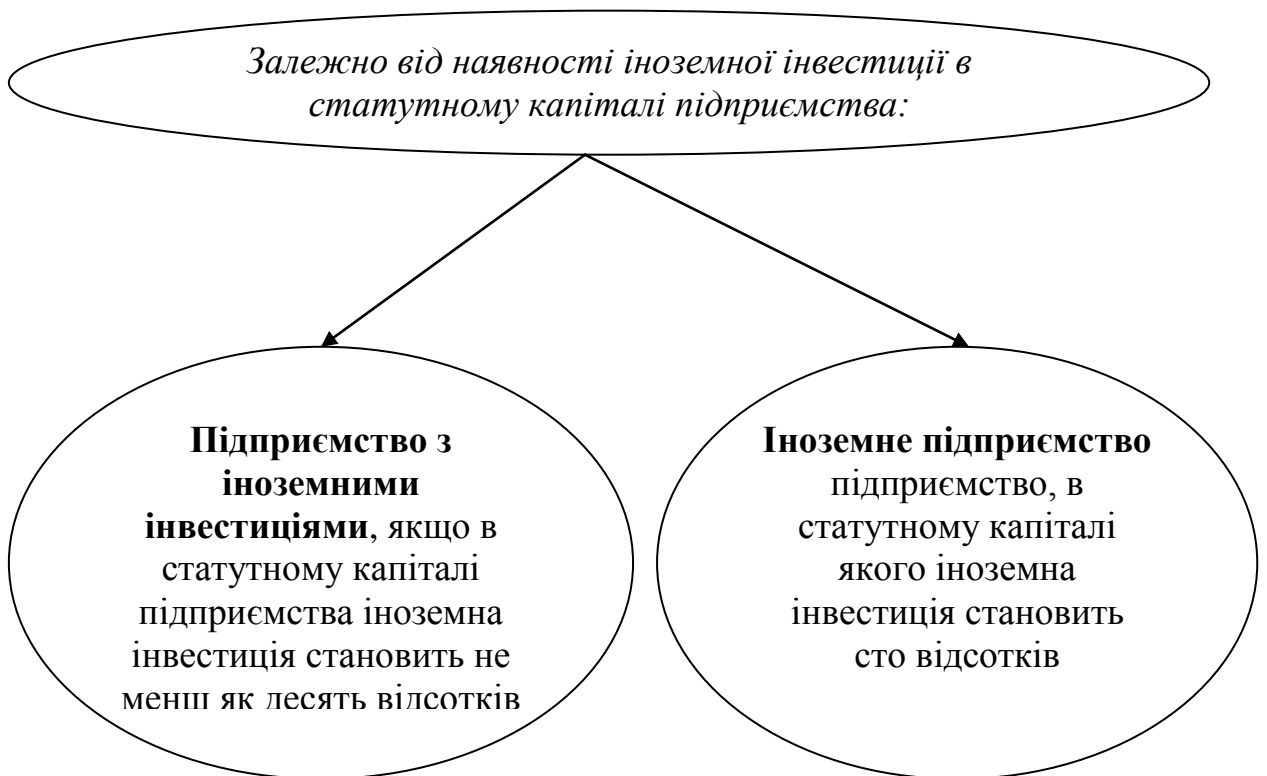 Залежно від наявності іноземної інвестиції в
статутному капіталі підприємства:
Підприємство з
іноземними
інвестиціями, якщо в
статутному капіталі
підприємства іноземна
інвестиція становить не
менш як десять відсотків
Іноземне підприємство
підприємство, в
статутному капіталі
якого іноземна
інвестиція становить
сто відсотків